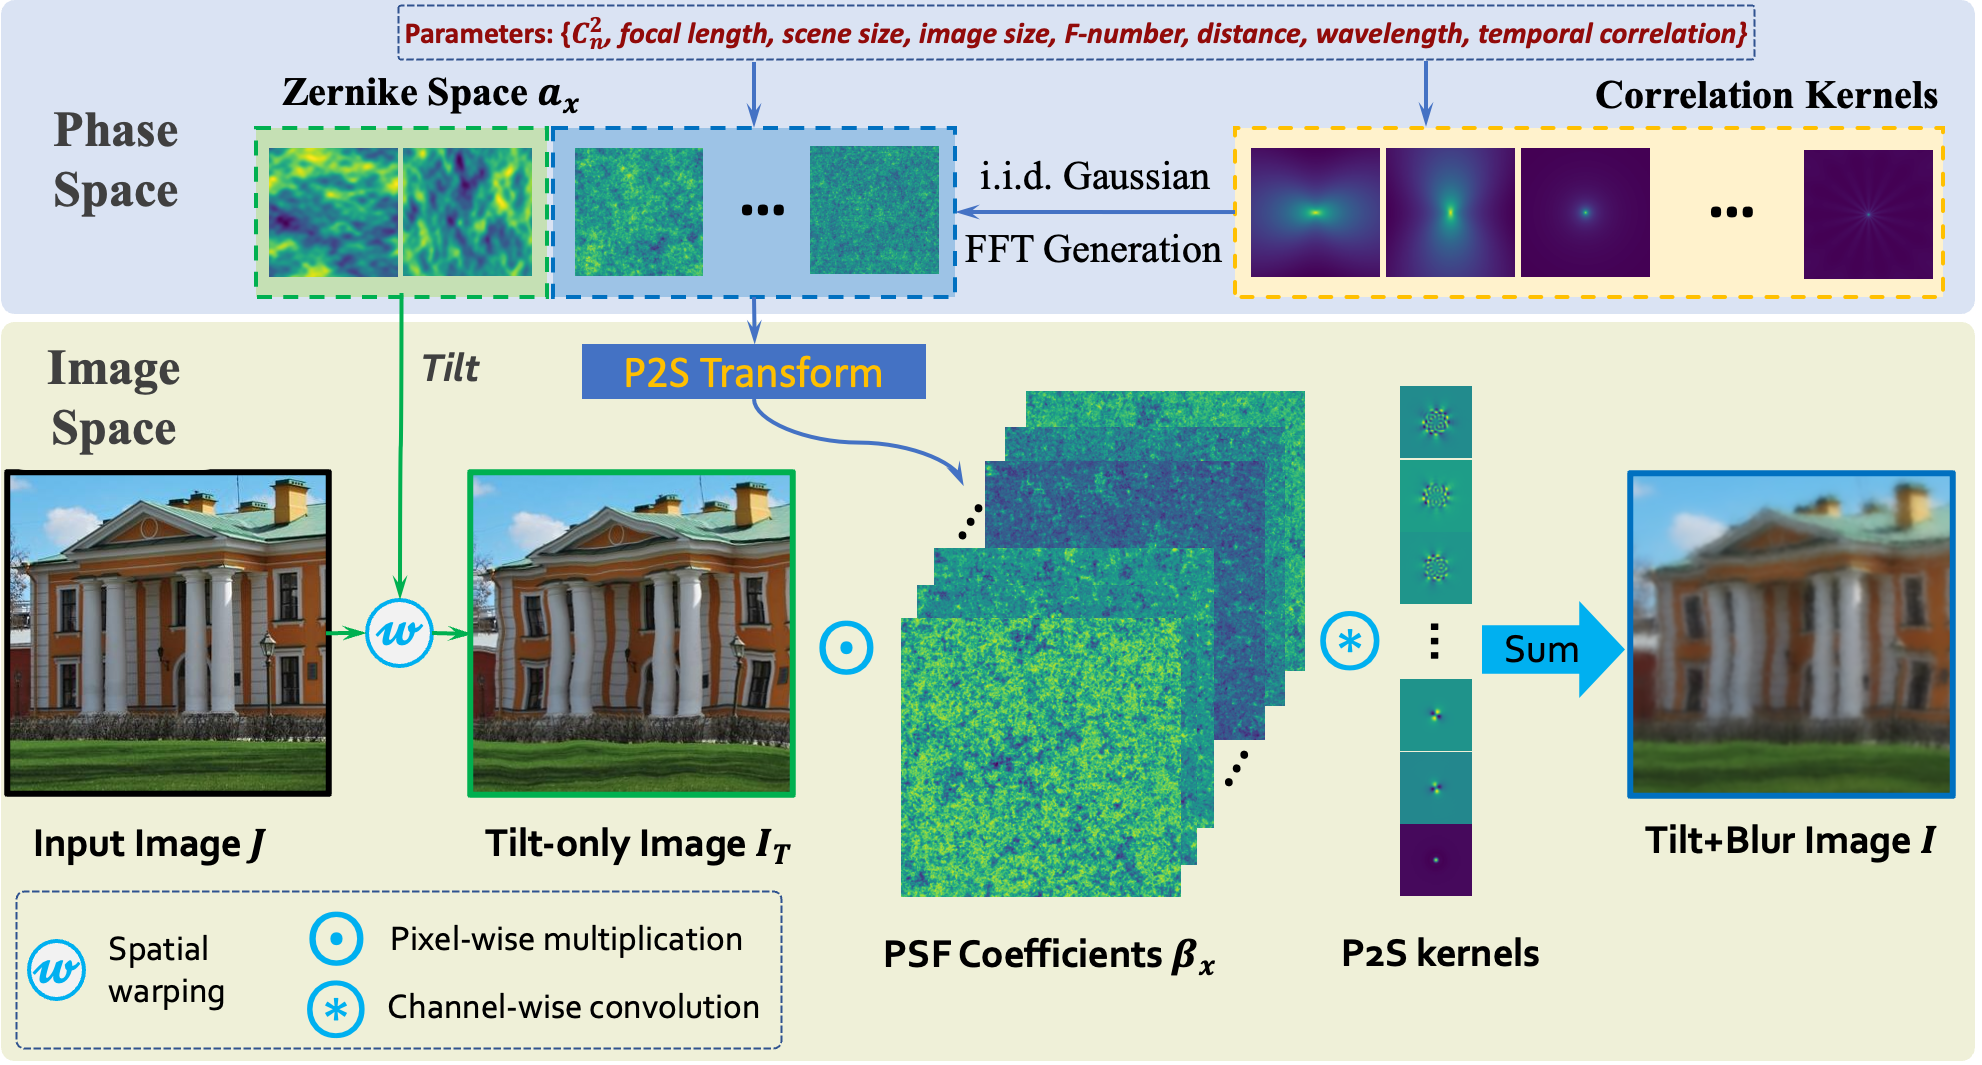 Parameters: {C_n^2, focal length, scene size, image size, F-number, distance, wavelength, temporal correlation}
Zernike Space a_x
Correlation Kernels
Phase
Space
i.i.d. Gaussian
FFT Generation
Image
Space
Tilt
P2S Transform
w
Sum
Input Image J
Tilt-only Image I_T
Tilt+Blur Image I
PSF Coefficients β_x
P2S kernels
w
Spatial
warping
Pixel-wise multiplication
Channel-wise convolution